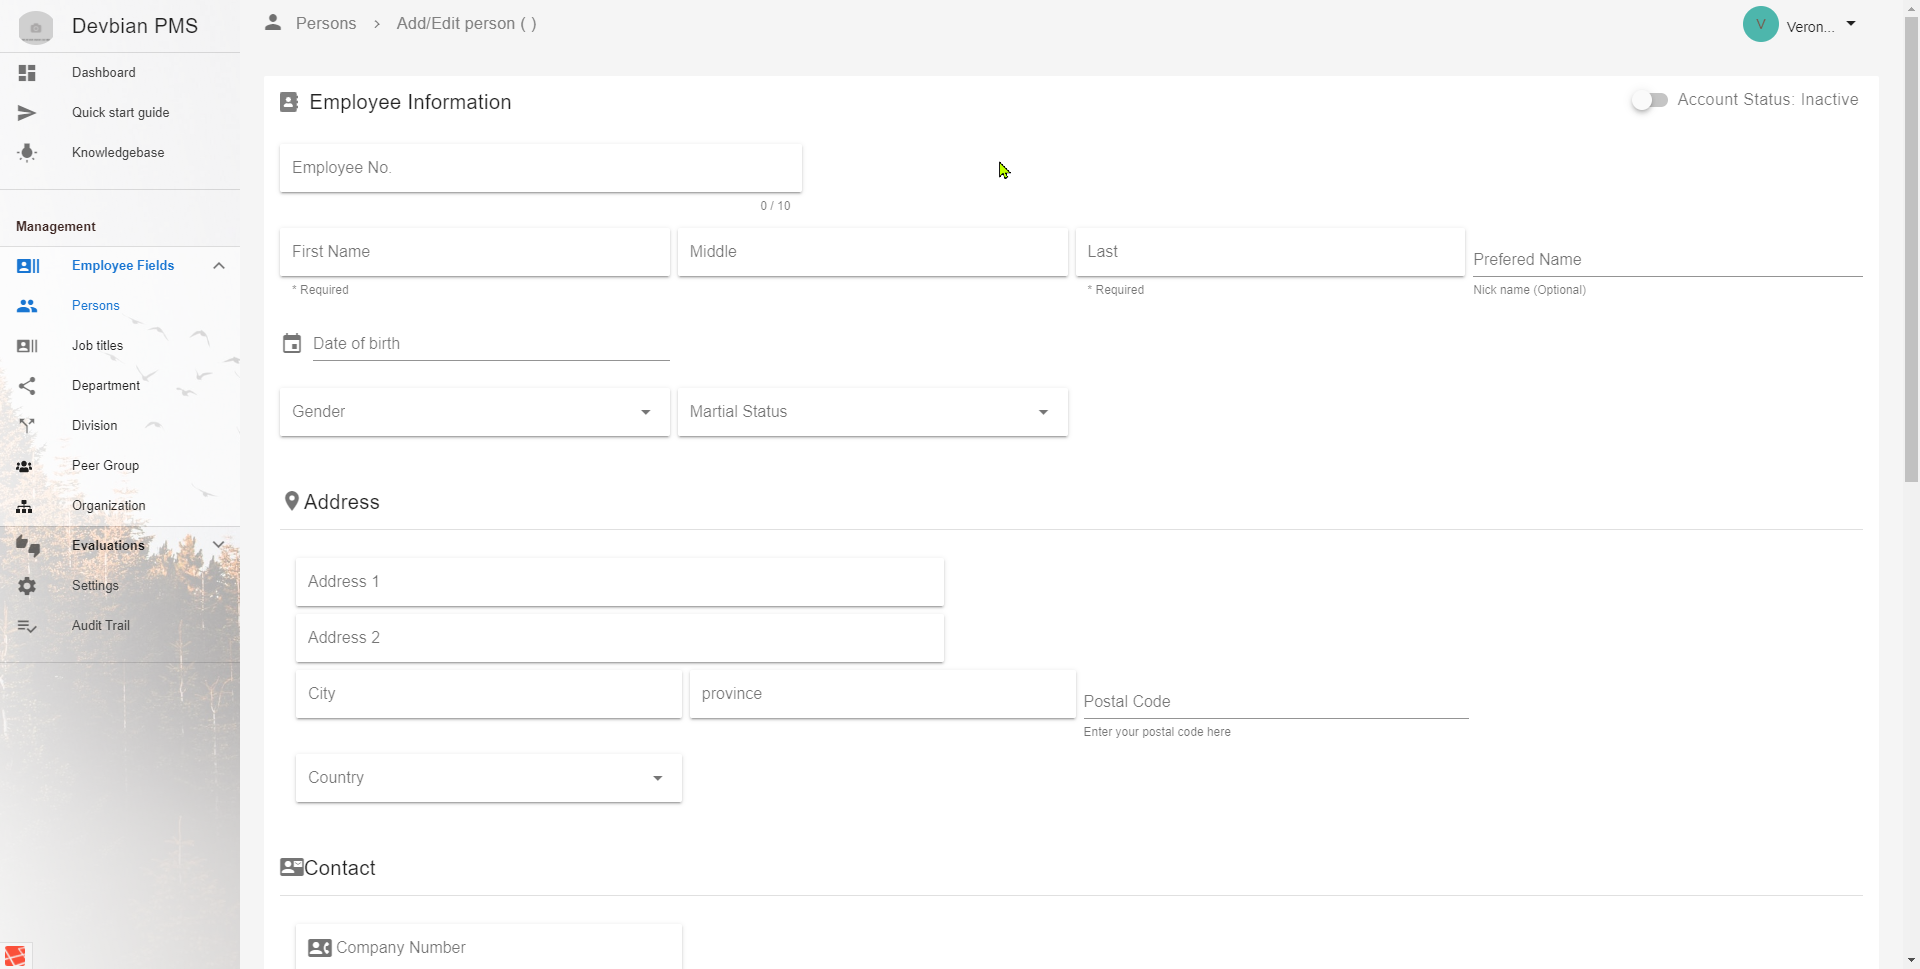 Devbian PMS
Dashboard
Quick start guide
Knowledgebase
Management
Employee Fields
Persons
Job titles
Department
Division
Peer Group
Organization
Evaluations
Settings
Audit Trail
Persons > Add/Edit person ( )
V Veron...
Employee Information
Account Status: Inactive
Employee No.
0 / 10
First Name Middle Last Prefered Name
* Required * Required Nick name (Optional)
Date of birth
Gender Martial Status
Address
Address 1
Address 2
City province Postal Code
Enter your postal code here
Country
Contact
Company Number